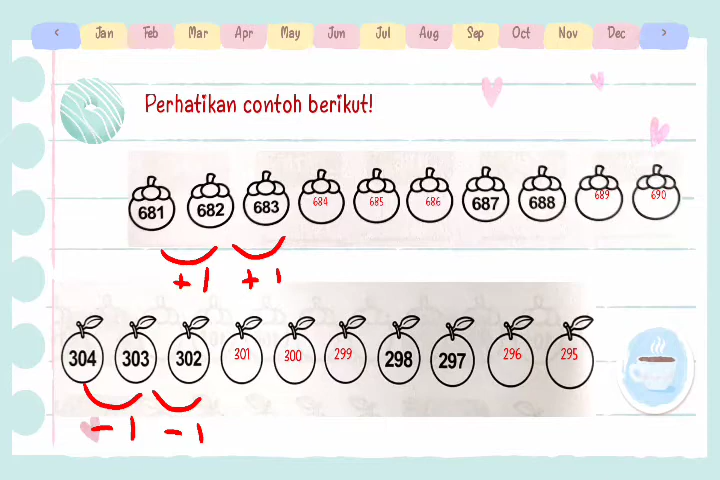 < Jan Feb Mar Apr May Jun Jul Aug Sep Oct Nov Dec >
Perhatikan contoh berikut!
681 682 683 684 685 686 687 688 689 690
+1 +1
304 303 302 301 300 299 298 297 296 295
-1 -1